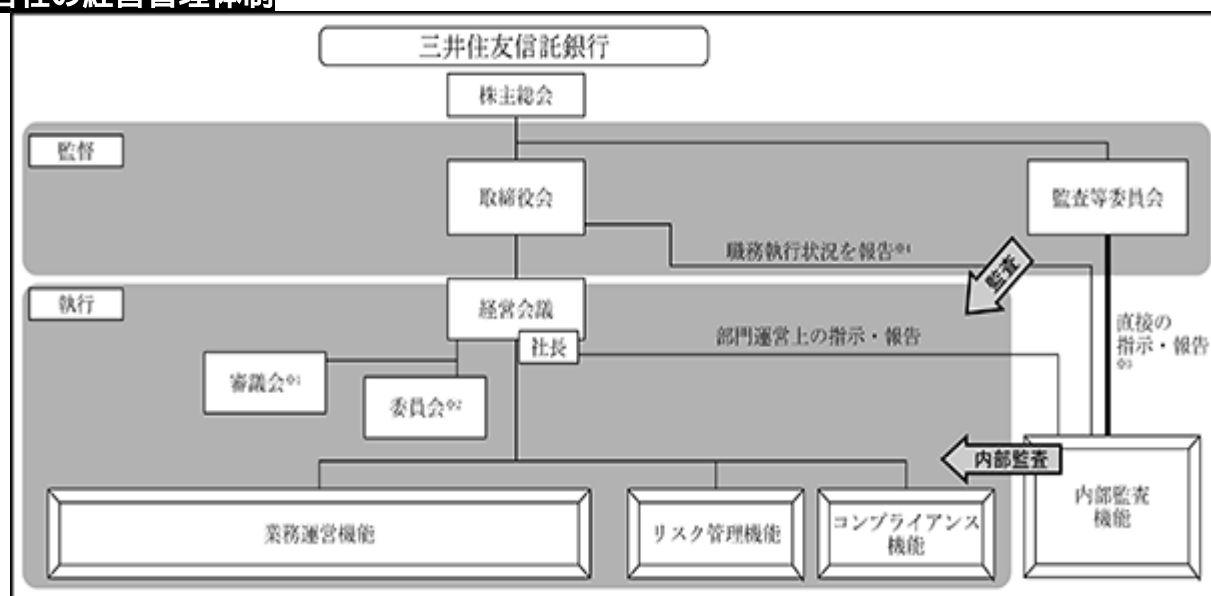 当社の経営管理体制
三井住友信託銀行
株主総会
監督
取締役会
監査等委員会
職務執行状況を報告※4
監査
執行
経営会議
社長
部門運営上の指示・報告
直接の
指示・報告
※3
審議会※1
委員会※2
内部監査
内部監査
機能
業務運営機能
リスク管理機能
コンプライアンス
機能